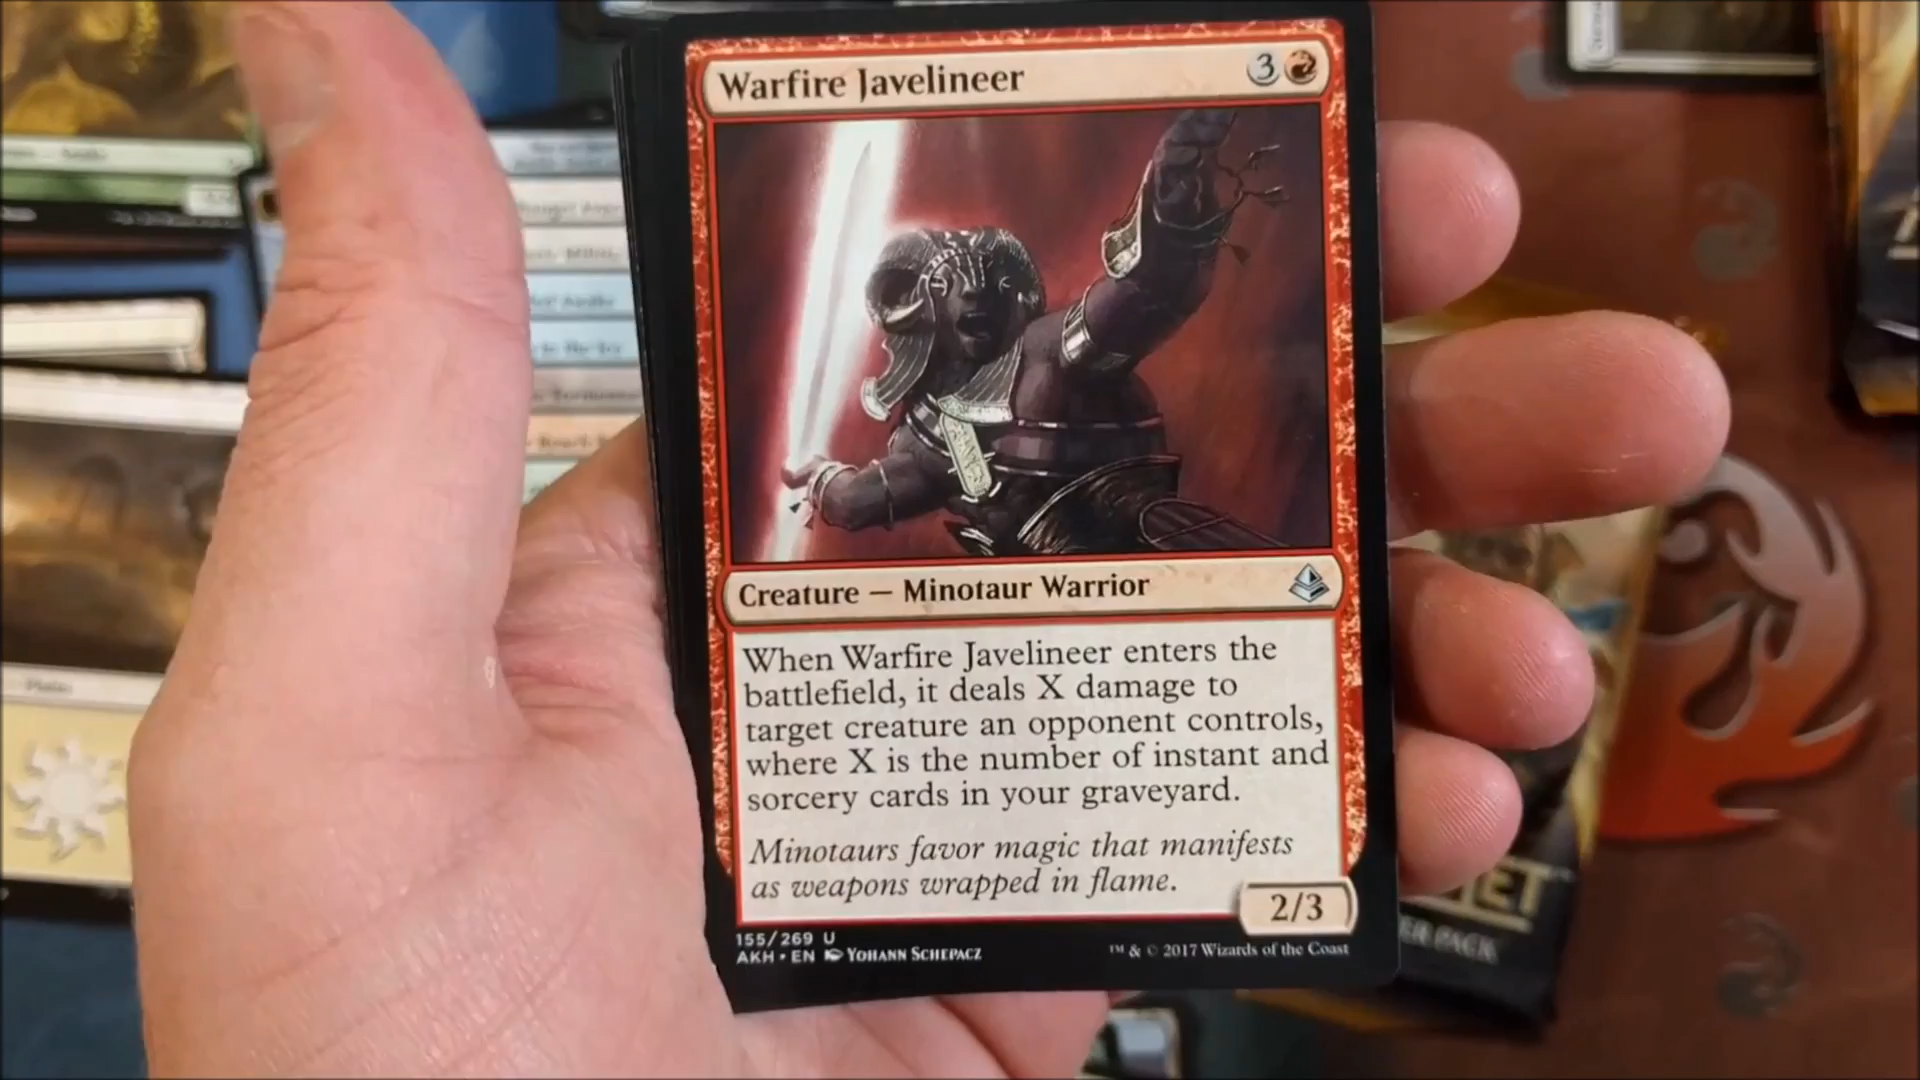 Warfire Javelineer 3
Creature — Minotaur Warrior
When Warfire Javelineer enters the
battlefield, it deals X damage to
target creature an opponent controls,
where X is the number of instant and
sorcery cards in your graveyard.
Minotaurs favor magic that manifests
as weapons wrapped in flame.
2/3
155/269 U
AKH • EN YOHANN SCHEPACZ
™ & © 2017 Wizards of the Coast
ET
ER PACK